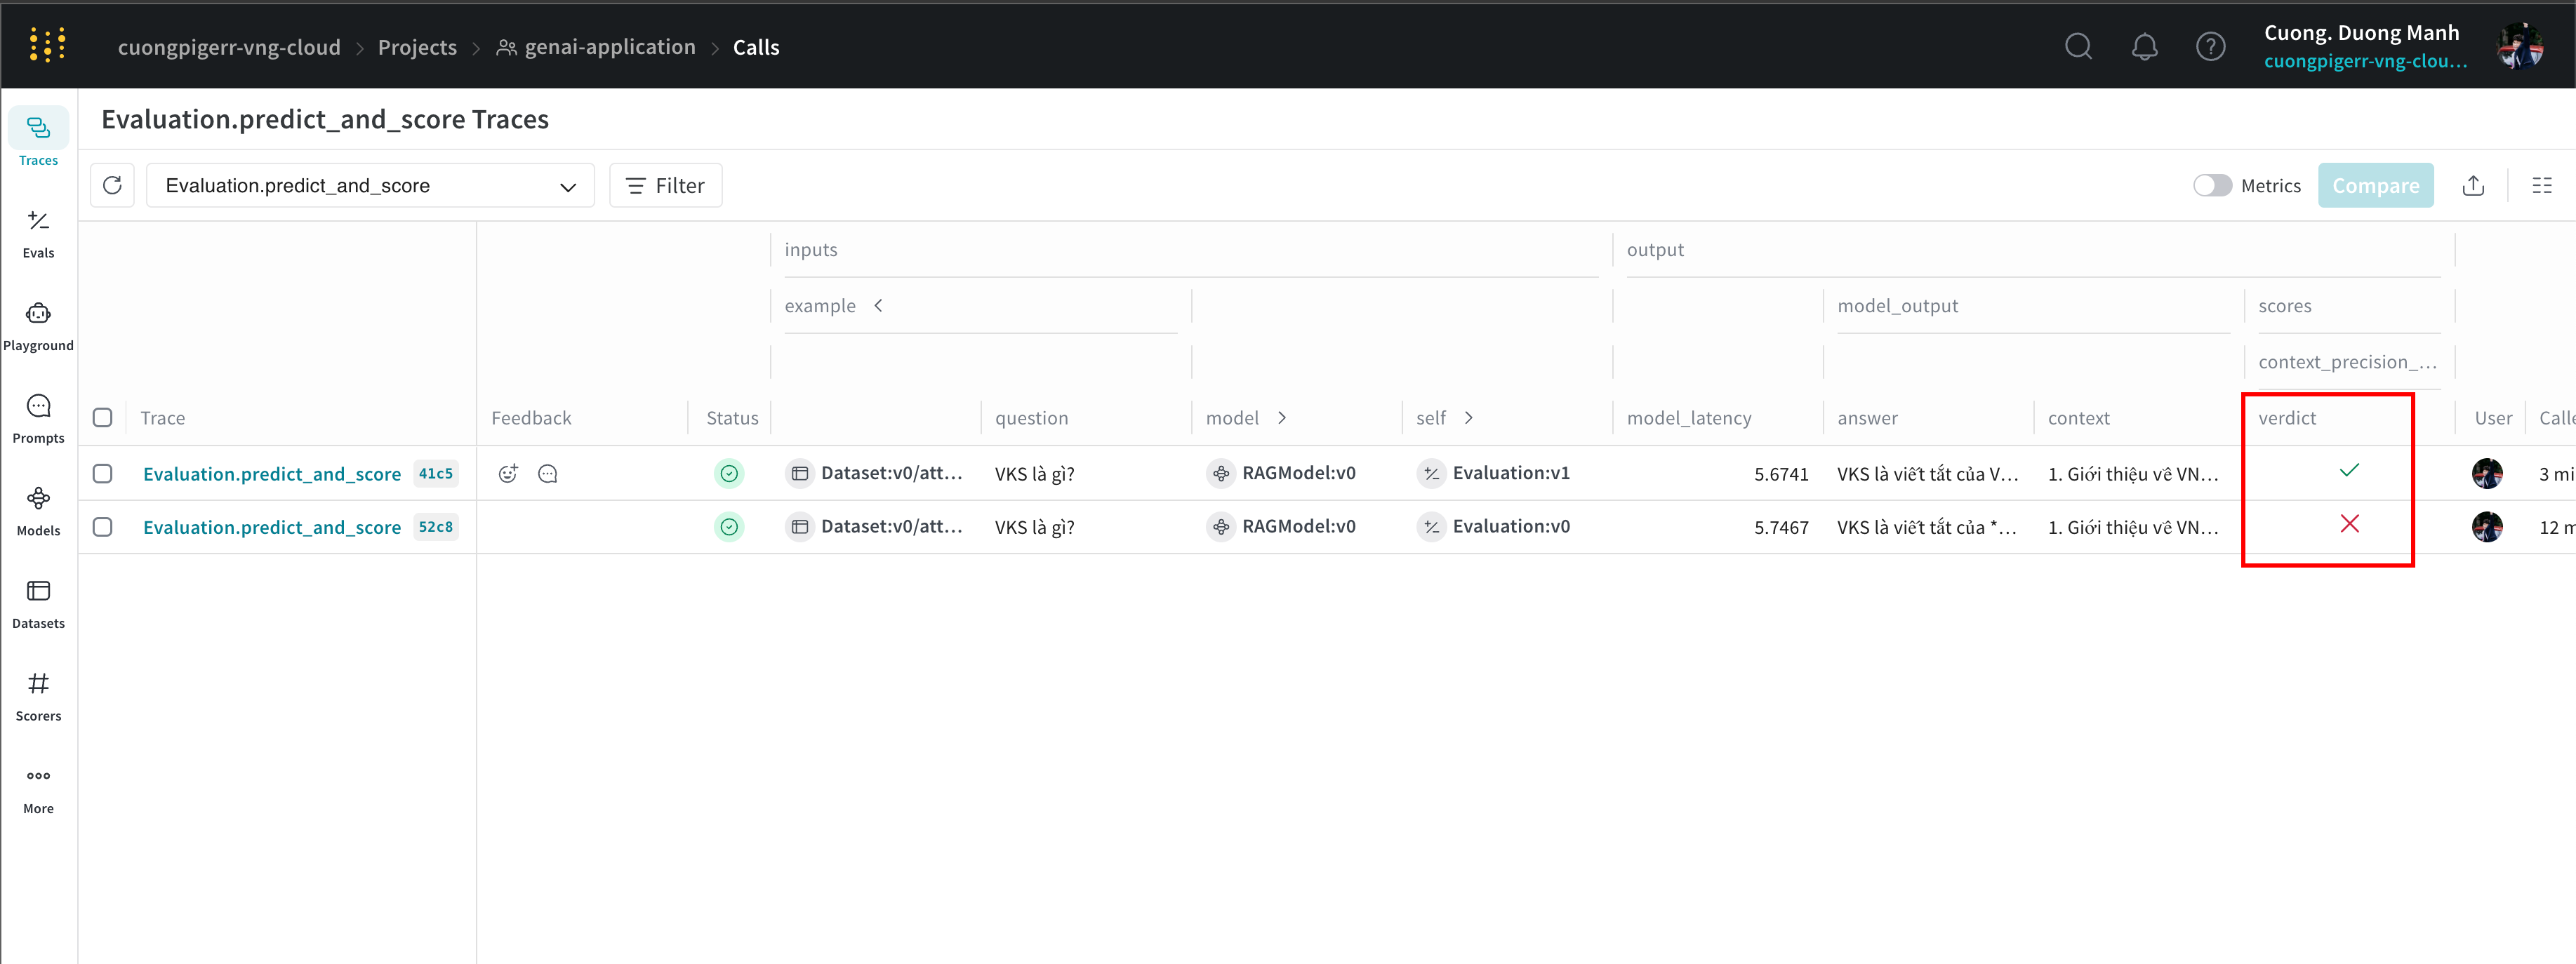 cuongpigerr-vng-cloud > Projects > genai-application > Calls
Cuong. Duong Manh
cuongpigerr-vng-clou...
Evaluation.predict_and_score Traces
Traces
Evals
Playground
Prompts
Models
Datasets
Scorers
More
Evaluation.predict_and_score
Filter
Metrics
Compare
inputs output
example model_output scores
context_precision_...
Trace Feedback Status question model self model_latency answer context verdict User Calle
Evaluation.predict_and_score 41c5 Dataset:v0/att... VKS là gì? RAGModel:v0 Evaluation:v1 5.6741 VKS là viết tắt của V... 1. Giới thiệu về VN... 3 mi
Evaluation.predict_and_score 52c8 Dataset:v0/att... VKS là gì? RAGModel:v0 Evaluation:v0 5.7467 VKS là viết tắt của *... 1. Giới thiệu về VN... 12 m